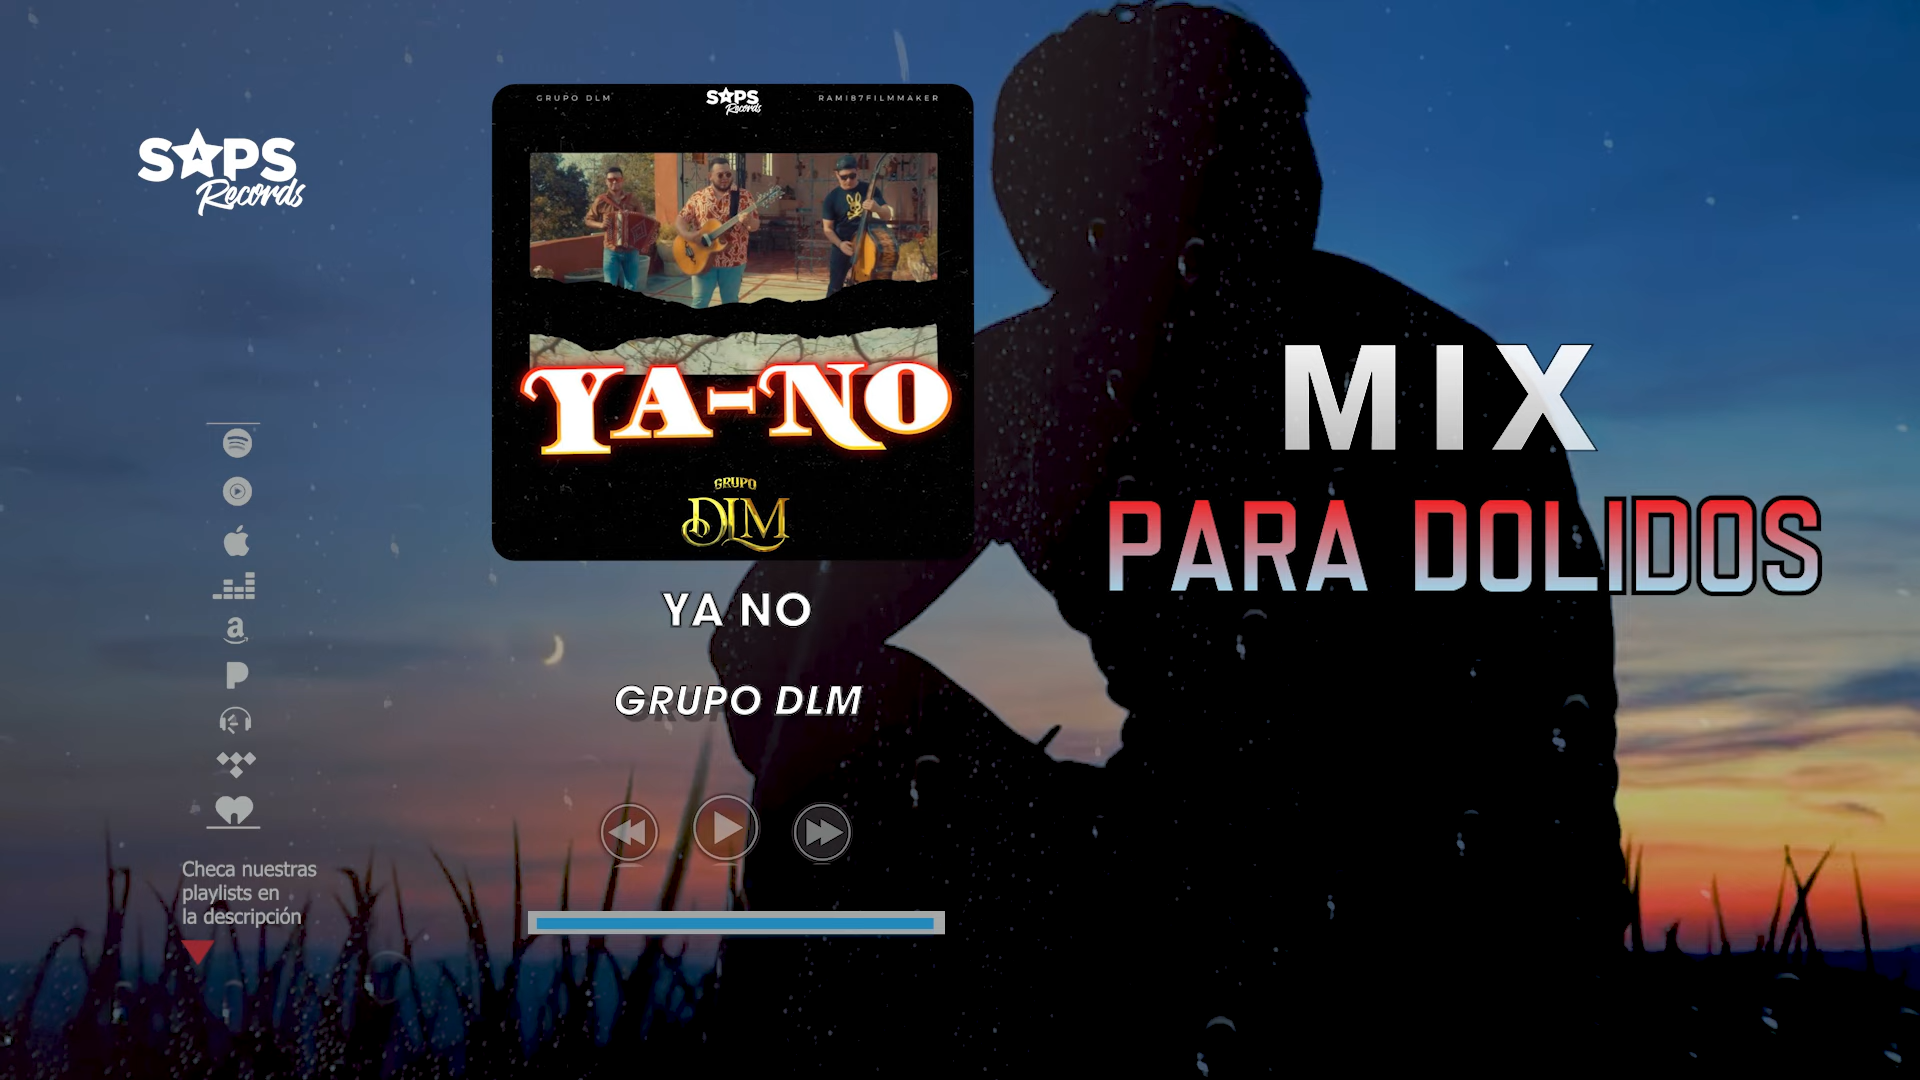 SAPS
Records
GRUPO DLM
SAPS
Records
RAMI87FILMMAKER
YA-NO
GRUPO
DLM
YA NO
GRUPO DLM
MIX
PARA DOLIDOS
a
Checa nuestras
playlists en
la descripción